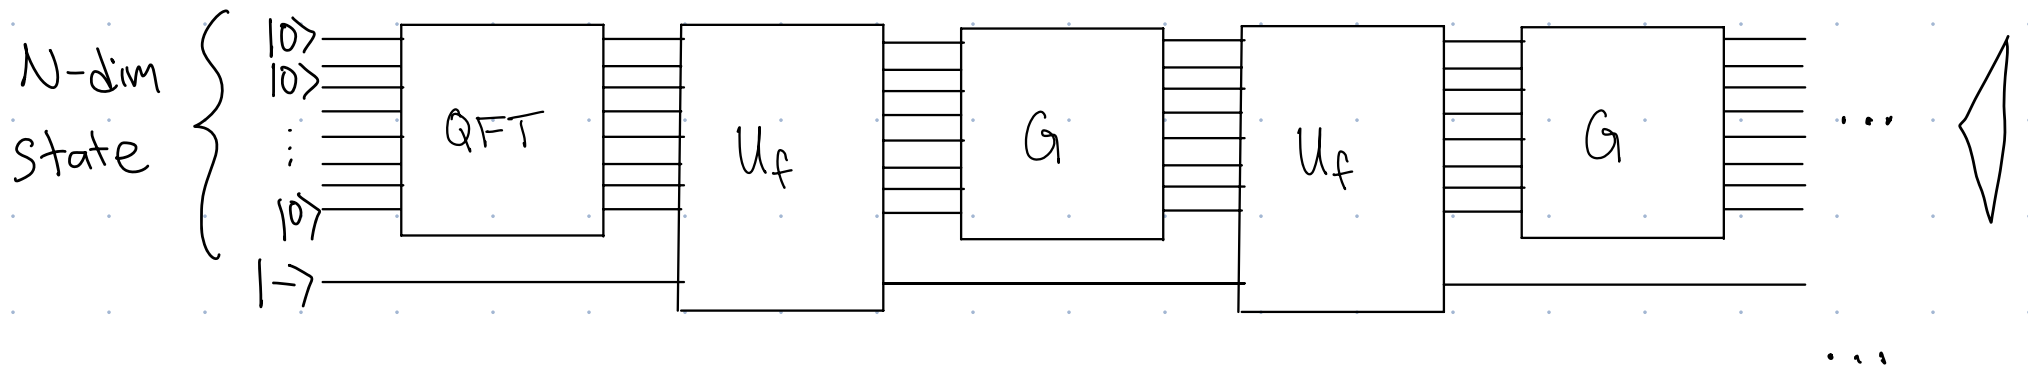 N-dim
state
|0>
|0>
⋮
|0>
|->
QFT
U_f
G
U_f
G
...
...